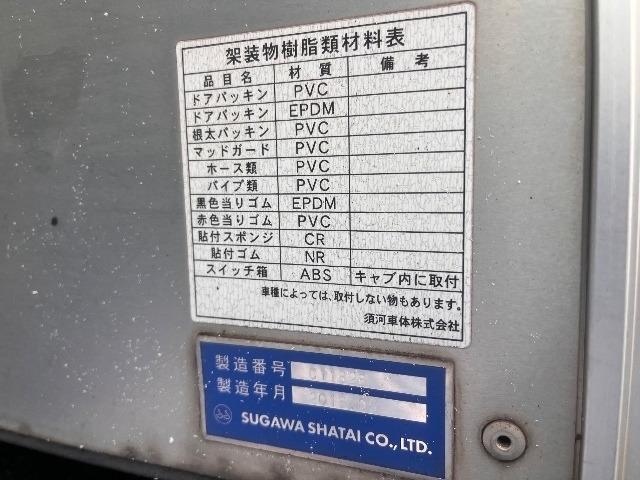 架装物樹脂類材料表
品目名 材質 備考
ドアパッキン PVC
ドアパッキン EPDM
根太パッキン PVC
マッドガード PVC
ホース類 PVC
パイプ類 PVC
黒色当りゴム EPDM
赤色当りゴム PVC
貼付スポンジ CR
貼付ゴム NR
スイッチ箱 ABS キャブ内に取付
車種によっては、取付しない物もあります。
須河車体株式会社
製造番号
製造年月
SUGAWA SHATAI CO., LTD.